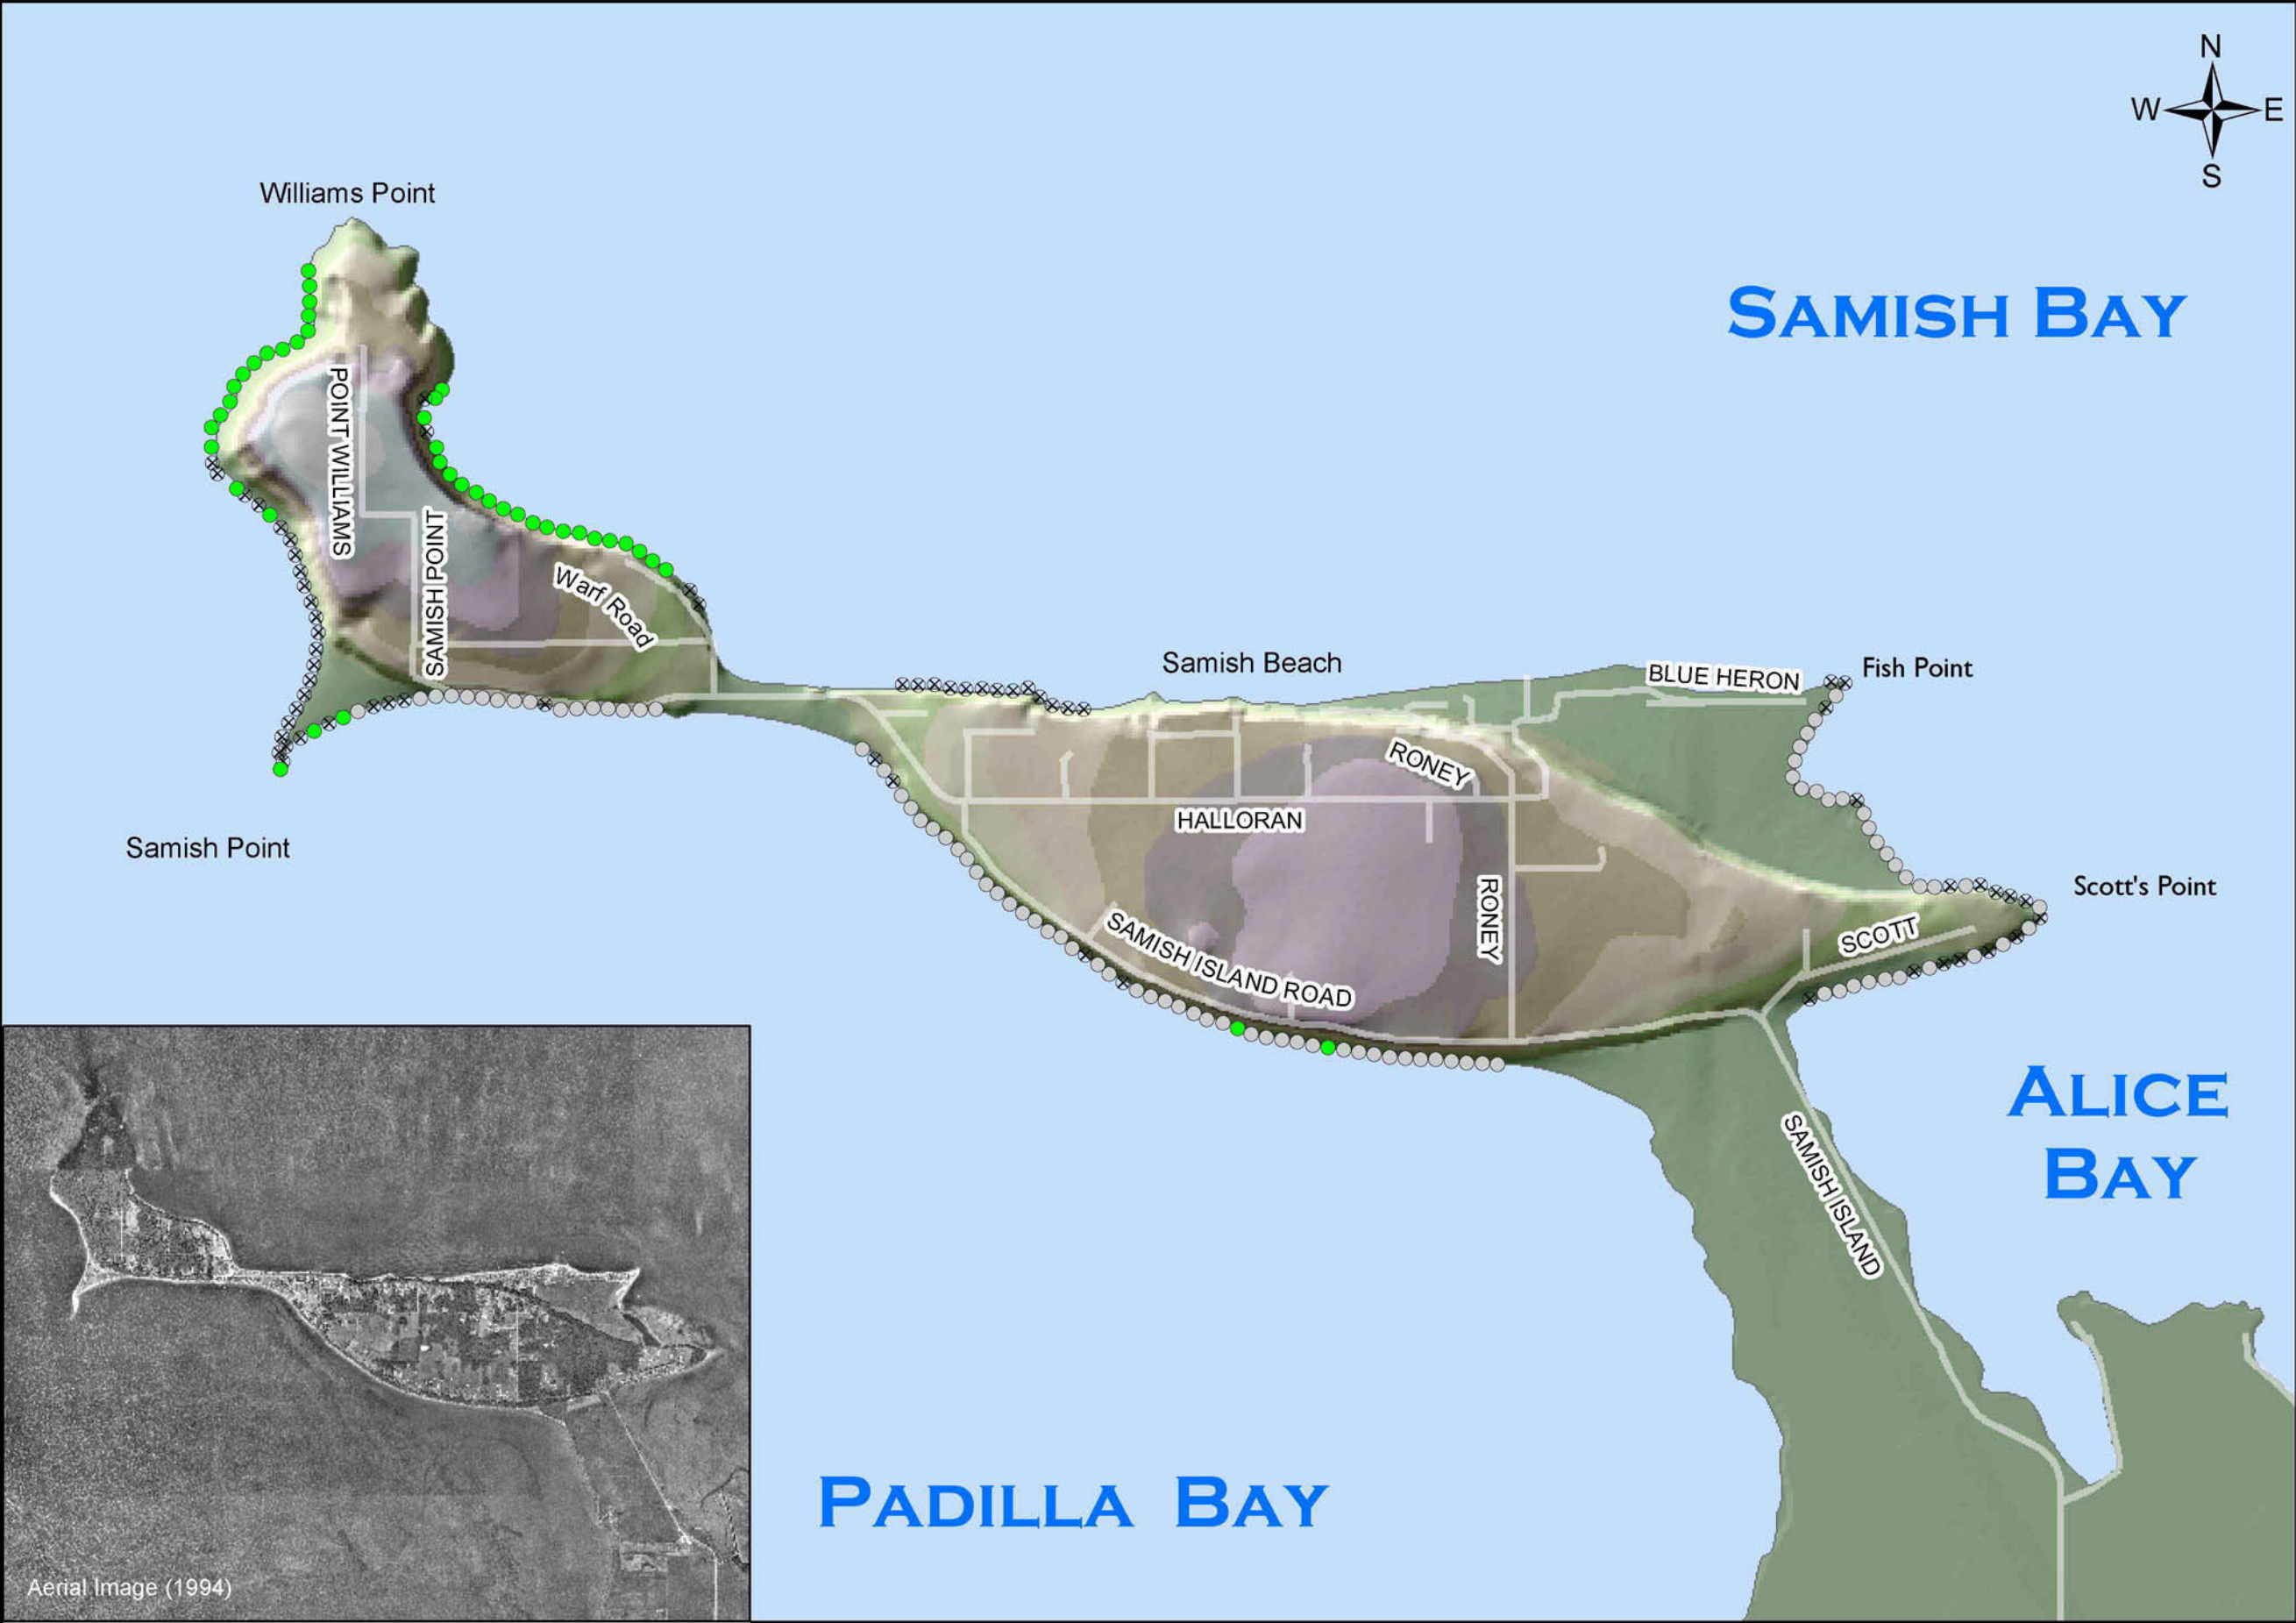 N
W E
S
Williams Point
SAMISH BAY
POINT WILLIAMS
SAMISH POINT
Warf Road
Samish Beach
BLUE HERON
Fish Point
RONEY
HALLORAN
Samish Point
RONEY
Scott's Point
SCOTT
SAMISH ISLAND ROAD
ALICE
BAY
SAMISH ISLAND
PADILLA BAY
Aerial Image (1994)